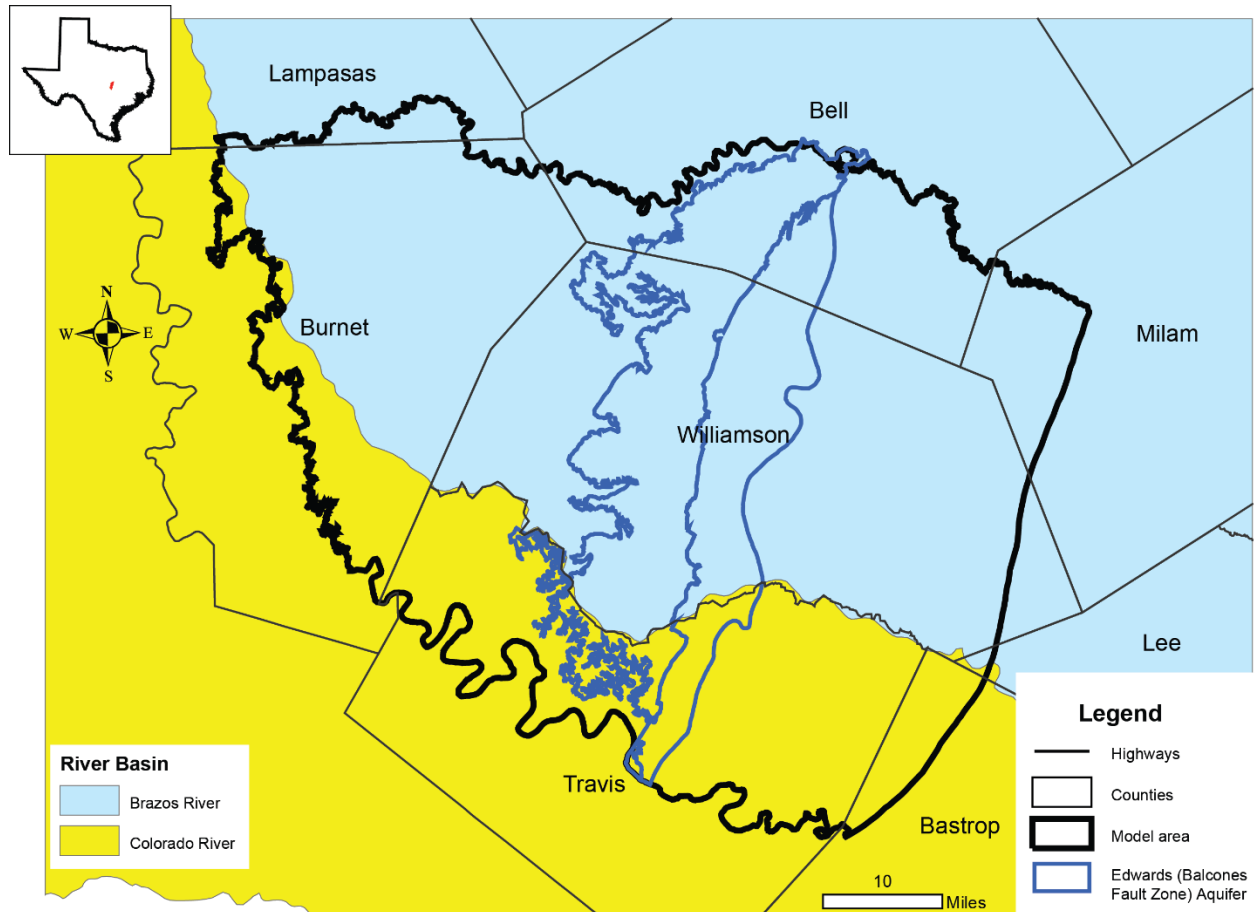 Lampasas
Bell
N
W E
S
Burnet
Milam
Williamson
Lee
Travis
Bastrop
River Basin
Brazos River
Colorado River
10
Miles
Legend
Highways
Counties
Model area
Edwards (Balcones
Fault Zone) Aquifer